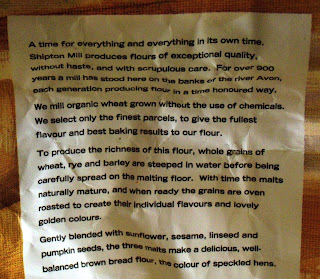 A time for everything and everything in its own time.
Shipton Mill produces flours of exceptional quality,
without haste, and with scrupulous care. For over 900
years a mill has stood here on the banks of the river Avon,
each generation producing flour in a time honoured way.
We mill organic wheat grown without the use of chemicals.
We select only the finest parcels, to give the fullest
flavour and best baking results to our flour.
To produce the richness of this flour, whole grains of
wheat, rye and barley are steeped in water before being
carefully spread on the malting floor. With time the malts
naturally mature, and when ready the grains are oven
roasted to create their individual flavours and lovely
golden colours.
Gently blended with sunflower, sesame, linseed and
pumpkin seeds, the three malts make a delicious, well-
balanced brown bread flour, the colour of speckled hens.